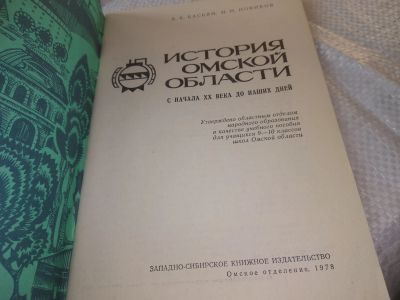 ИСТОРИЯ
ОМСКОЙ
ОБЛАСТИ
С НАЧАЛА XX ВЕКА ДО НАШИХ ДНЕЙ
Утверждено областным отделом
народного образования
в качестве учебного пособия
для учащихся 9—10 классов
школ Омской области
ЗАПАДНО-СИБИРСКОЕ КНИЖНОЕ ИЗДАТЕЛЬСТВО
Омское отделение, 1978